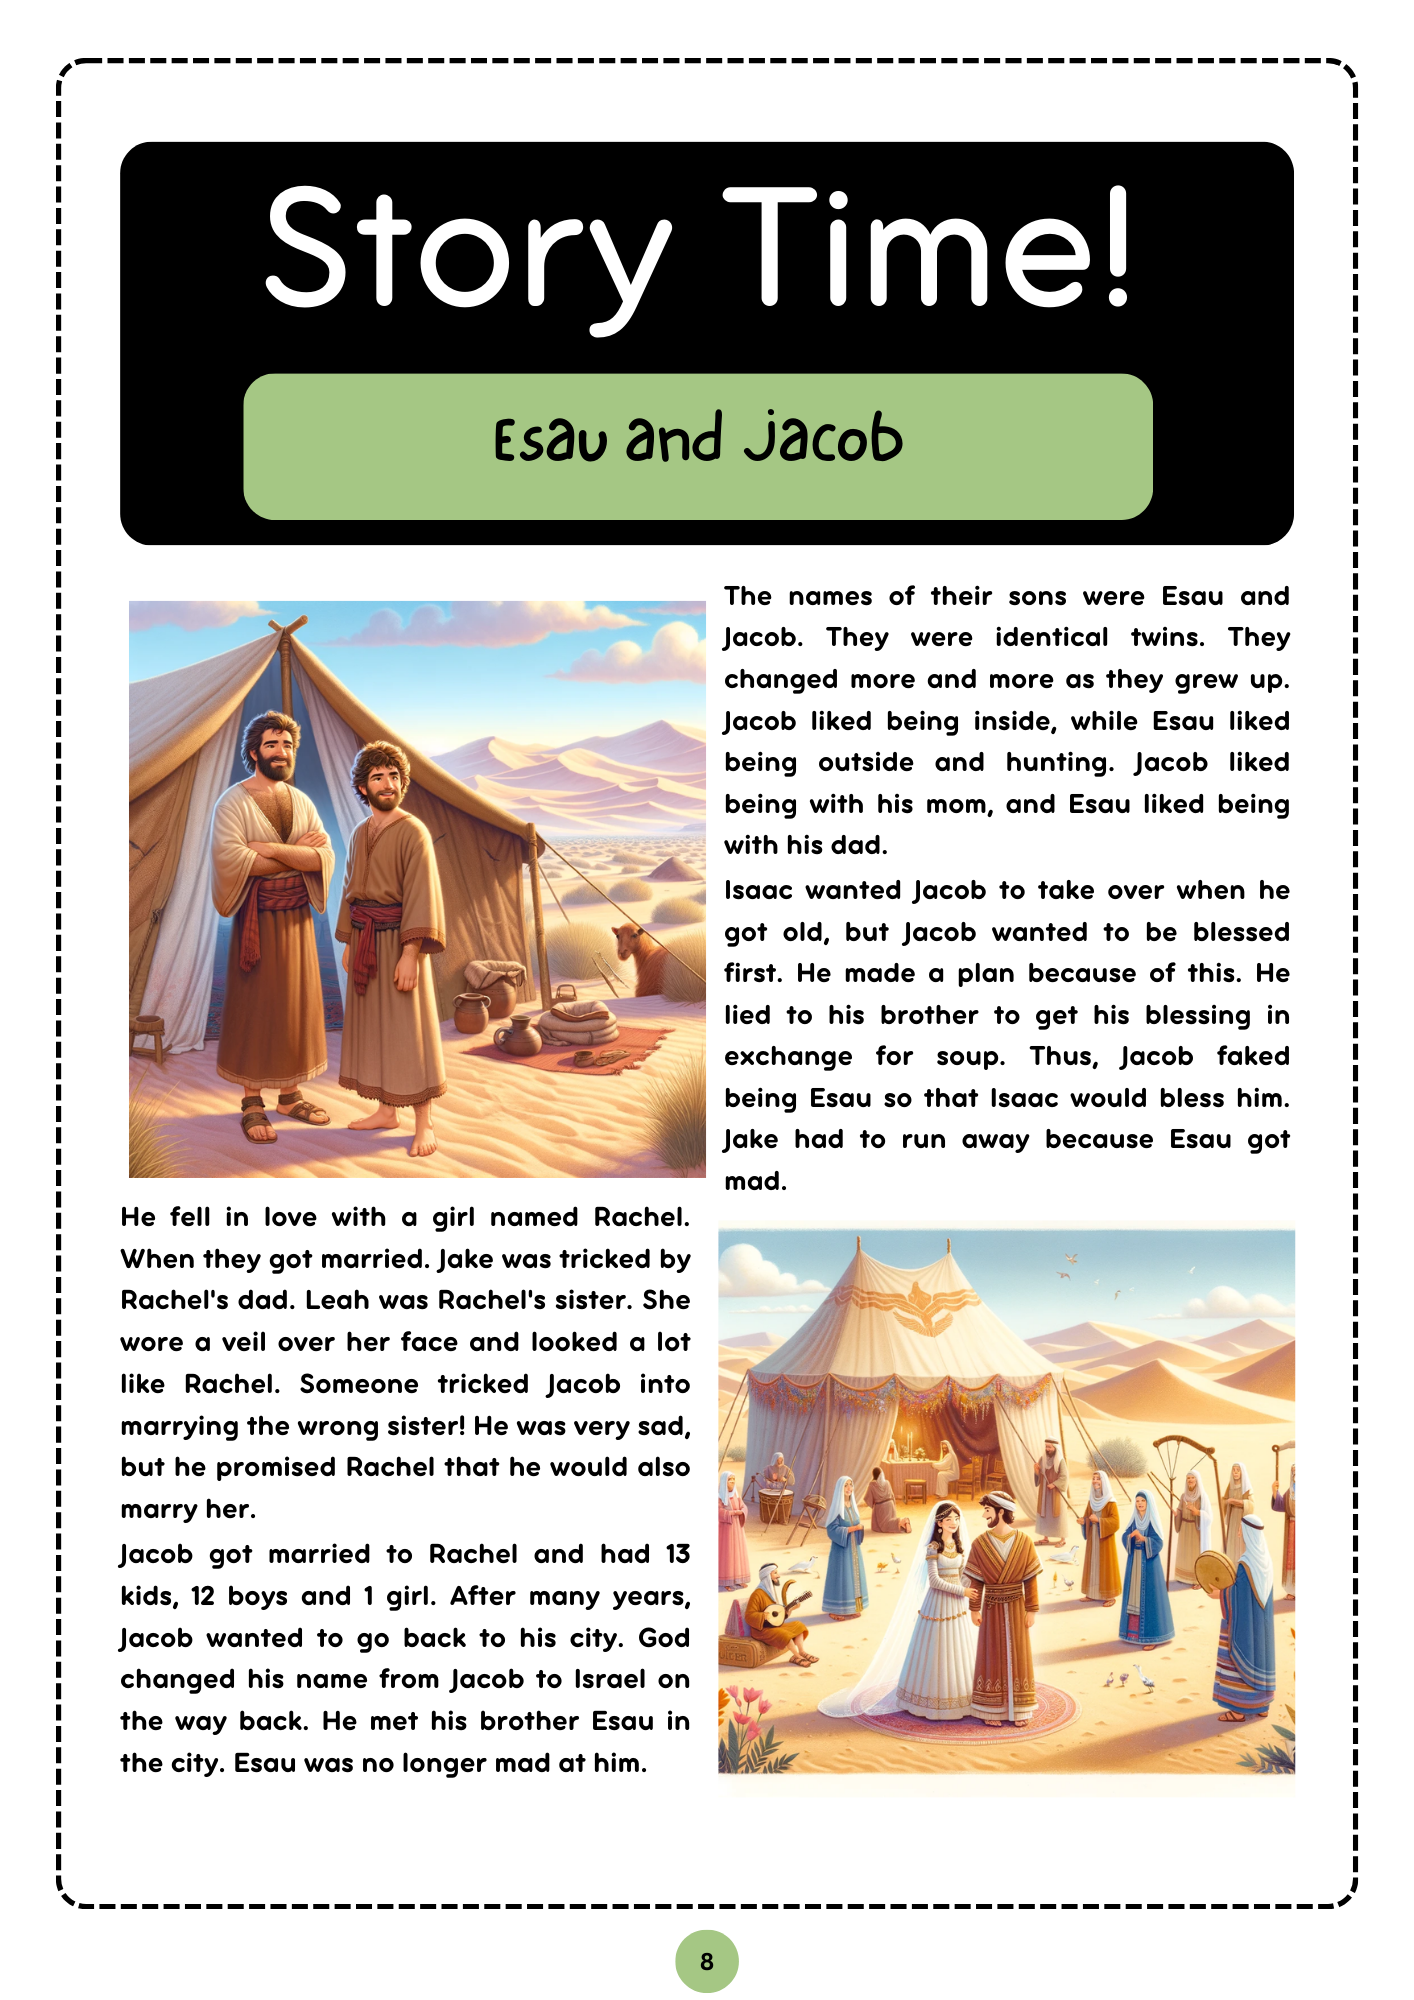 Story Time!
Esau and Jacob
The names of their sons were Esau and
Jacob. They were identical twins. They
changed more and more as they grew up.
Jacob liked being inside, while Esau liked
being outside and hunting. Jacob liked
being with his mom, and Esau liked being
with his dad.
Isaac wanted Jacob to take over when he
got old, but Jacob wanted to be blessed
first. He made a plan because of this. He
lied to his brother to get his blessing in
exchange for soup. Thus, Jacob faked
being Esau so that Isaac would bless him.
Jake had to run away because Esau got
mad.
He fell in love with a girl named Rachel.
When they got married. Jake was tricked by
Rachel's dad. Leah was Rachel's sister. She
wore a veil over her face and looked a lot
like Rachel. Someone tricked Jacob into
marrying the wrong sister! He was very sad,
but he promised Rachel that he would also
marry her.
Jacob got married to Rachel and had 13
kids, 12 boys and 1 girl. After many years,
Jacob wanted to go back to his city. God
changed his name from Jacob to Israel on
the way back. He met his brother Esau in
the city. Esau was no longer mad at him.
8